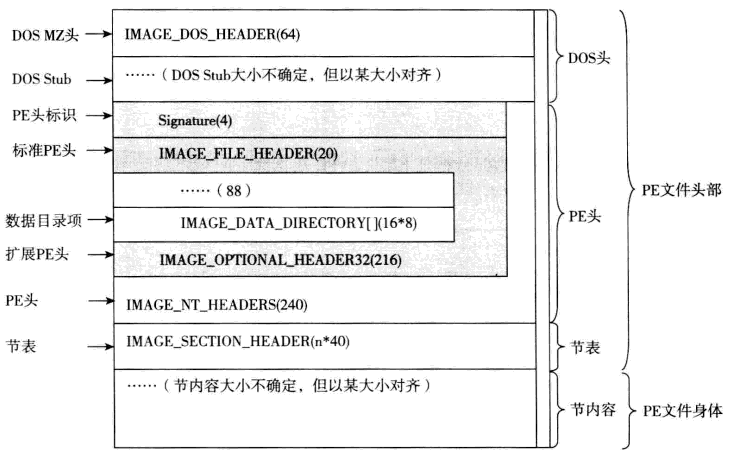 DOS MZ头 IMAGE_DOS_HEADER(64)
DOS头
DOS Stub ……（DOS Stub大小不确定，但以某大小对齐）
PE头标识 Signature(4)
标准PE头 IMAGE_FILE_HEADER(20)
……（88）
PE文件头部
数据目录项 IMAGE_DATA_DIRECTORY[](16*8)
PE头
扩展PE头 IMAGE_OPTIONAL_HEADER32(216)
PE头 IMAGE_NT_HEADERS(240)
节表 IMAGE_SECTION_HEADER(n*40)
节表
……（节内容大小不确定，但以某大小对齐）
节内容
PE文件身体